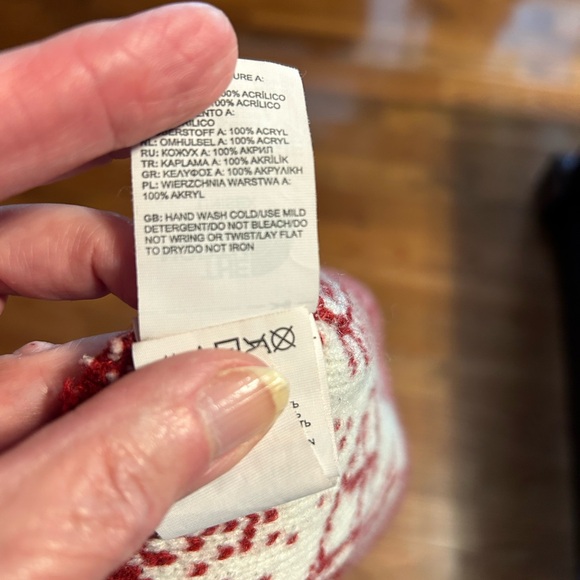 URE A:
100% ACRÍLICO
100% ACRÍLICO
ENTO A:
RÍLICO
ERSTOFF A: 100% ACRYL
NL: OMHULSEL A: 100% ACRYL
RU: КОЖУХ A: 100% АКРИЛ
TR: KAPLAMA A: 100% AKRİLİK
GR: ΚΕΛΥΦΟΣ A: 100% ΑΚΡΥΛΙΚΗ
PL: WIERZCHNIA WARSTWA A:
100% AKRYL
GB: HAND WASH COLD/USE MILD
DETERGENT/DO NOT BLEACH/DO
NOT WRING OR TWIST/LAY FLAT
TO DRY/DO NOT IRON